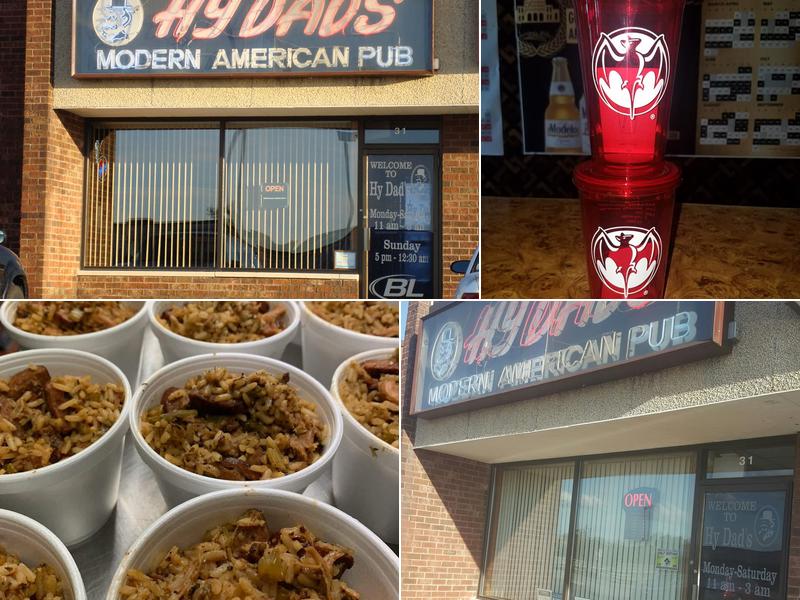 HY DADS
MODERN AMERICAN PUB
31
OPEN
WELCOME
TO
Hy Dad's
Monday-Saturday
11 am - 3 am
Sunday
5 pm - 12:30 am
BL
Modelo
®
®
HY DADS
MODERN AMERICAN PUB
31
OPEN
WELCOME
TO
Hy Dad's
Monday-Saturday
11 am - 3 am